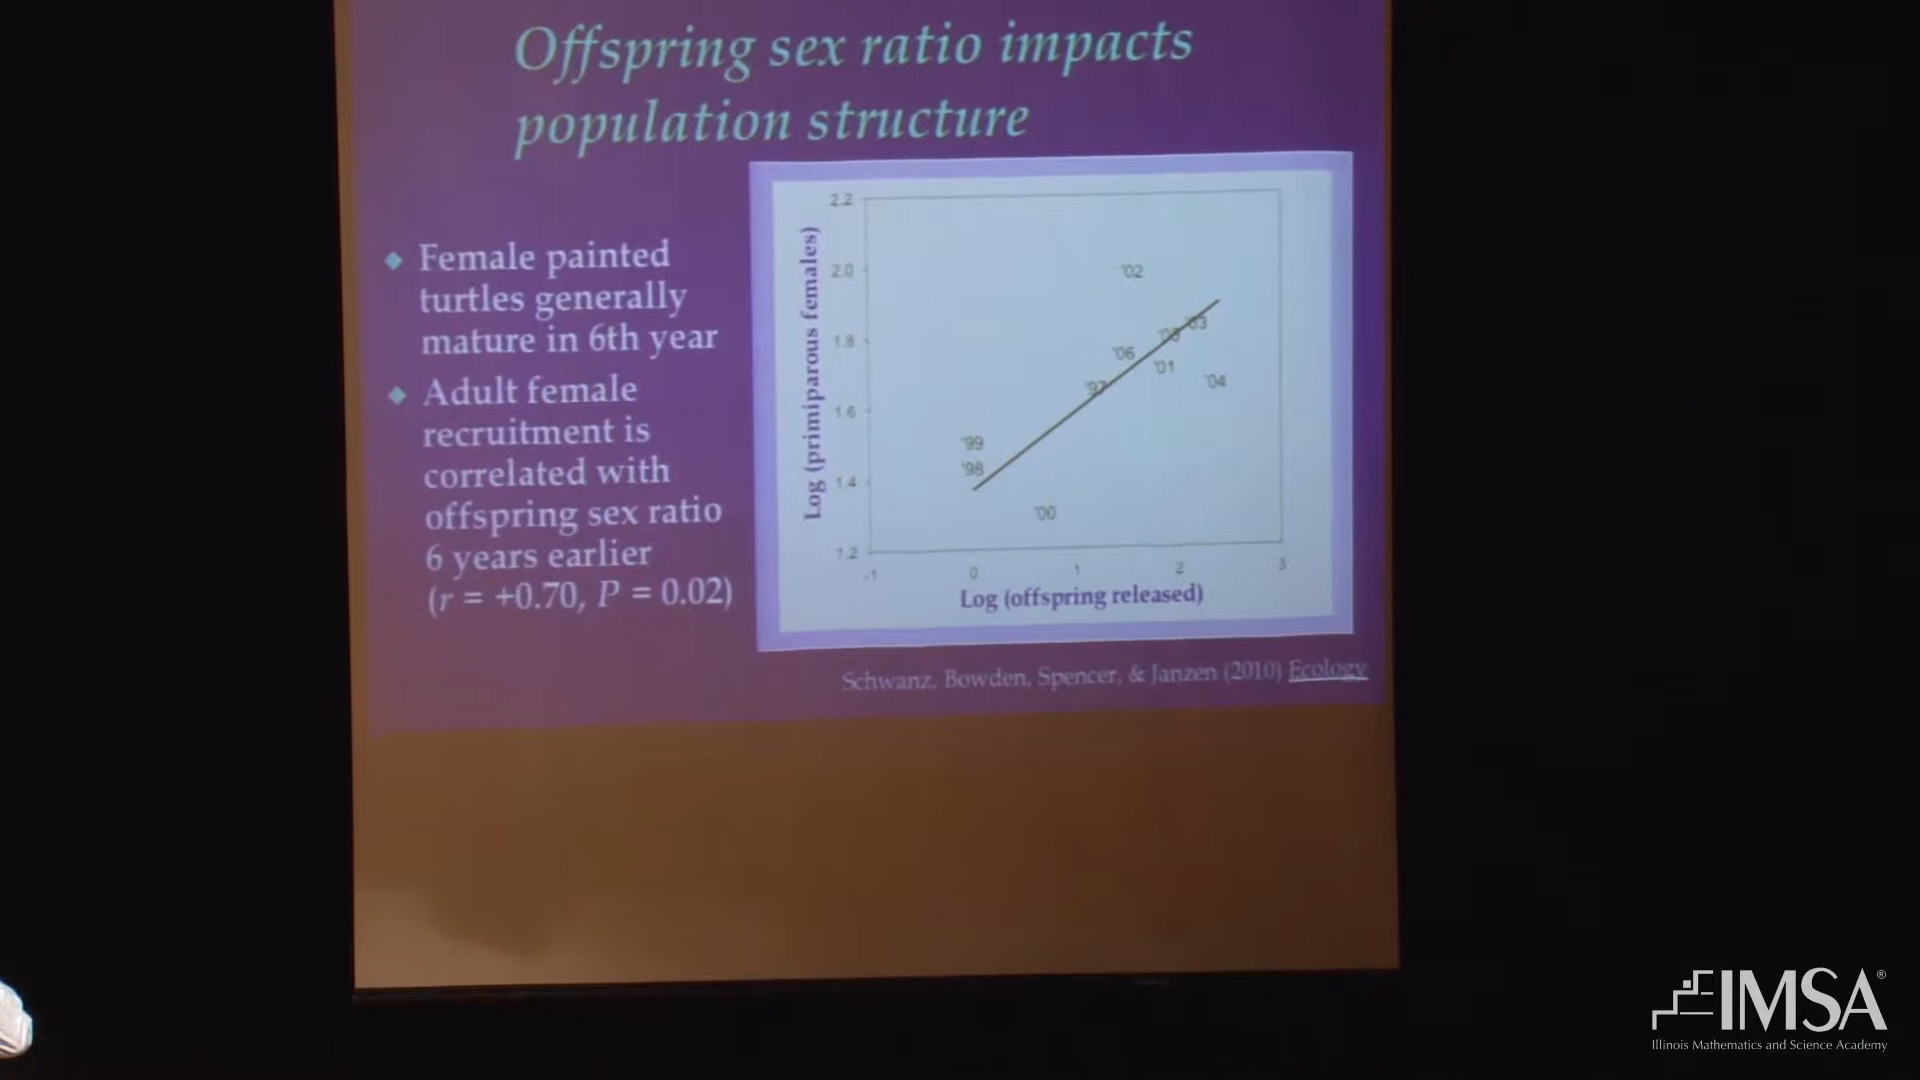 Offspring sex ratio impacts
population structure
Female painted
turtles generally
mature in 6th year
Adult female
recruitment is
correlated with
offspring sex ratio
6 years earlier
(r = +0.70, P = 0.02)
Log (primiparous females)
2.2
2.0
1.8
1.6
1.4
1.2
'02
'03
'06
'01
'04
'97
'99
'98
'00
-1 0 1 2 3
Log (offspring released)
Schwanz, Bowden, Spencer, & Janzen (2010) Ecology
IMSA®
Illinois Mathematics and Science Academy